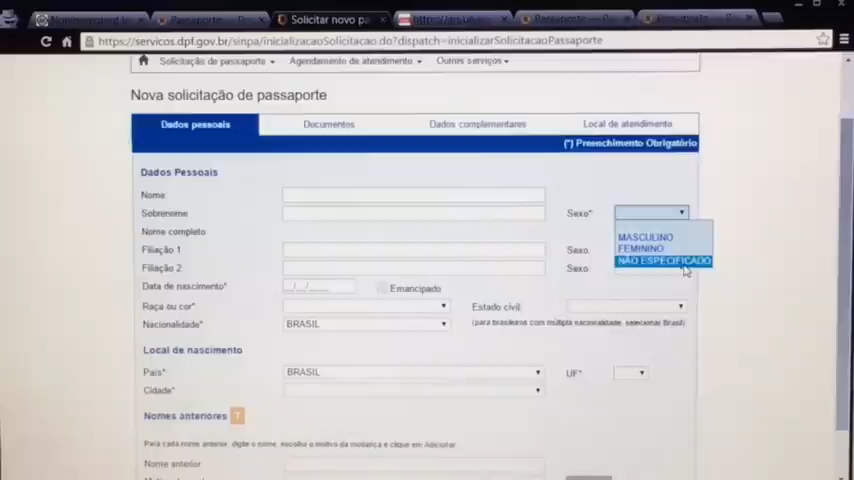 Passaporte
Solicitar novo pa
https://servicos.dpf.gov.br/sinpa/inicializacaoSolicitacao.do?dispatch=inicializarSolicitacaoPassaporte
Solicitação de passaporte Agendamento de atendimento Outros serviços
Nova solicitação de passaporte
Dados pessoais Documentos Dados complementares Local de atendimento
(*) Preenchimento Obrigatório
Dados Pessoais
Nome
Sobrenome Sexo*
Nome completo MASCULINO
Filiação 1 Sexo FEMININO
Filiação 2 Sexo NÃO ESPECIFICADO
Data de nascimento* __/__/____ Emancipado
Raça ou cor* Estado civil
Nacionalidade* BRASIL (para brasileiros com múltipla nacionalidade, selecionar Brasil)
Local de nascimento
País* BRASIL UF*
Cidade*
Nomes anteriores ?
Para cada nome anterior, digite o nome, escolha o motivo da mudança e clique em Adicionar.
Nome anterior